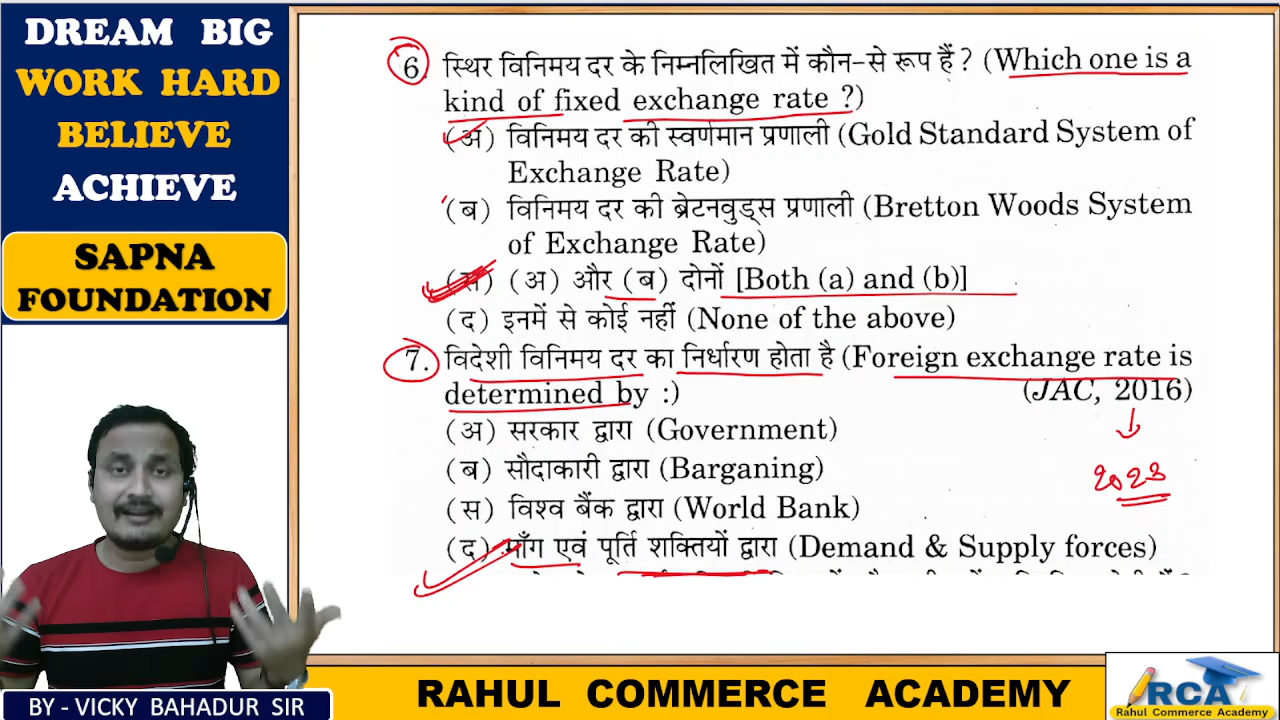 DREAM BIG
WORK HARD
BELIEVE
ACHIEVE
SAPNA
FOUNDATION
BY - VICKY BAHADUR SIR
6 स्थिर विनिमय दर के निम्नलिखित में कौन-से रूप हैं? (Which one is a
kind of fixed exchange rate ?)
(अ) विनिमय दर की स्वर्णमान प्रणाली (Gold Standard System of
Exchange Rate)
(ब) विनिमय दर की ब्रेटनवुड्स प्रणाली (Bretton Woods System
of Exchange Rate)
(स) (अ) और (ब) दोनों [Both (a) and (b)]
(द) इनमें से कोई नहीं (None of the above)
7. विदेशी विनिमय दर का निर्धारण होता है (Foreign exchange rate is
determined by :) (JAC, 2016)
(अ) सरकार द्वारा (Government)
(ब) सौदाकारी द्वारा (Barganing)
2023
(स) विश्व बैंक द्वारा (World Bank)
(द) माँग एवं पूर्ति शक्तियों द्वारा (Demand & Supply forces)
RAHUL COMMERCE ACADEMY
RCA
Rahul Commerce Academy